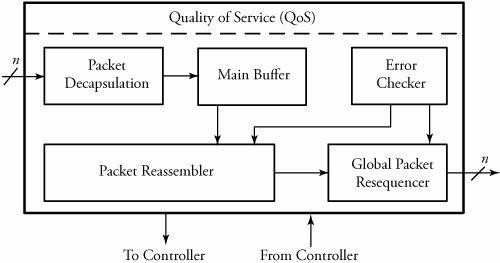 Quality of Service (QoS)
n
Packet
Decapsulation
Main Buffer
Error
Checker
Packet Reassembler
Global Packet
Resequencer
n
To Controller
From Controller